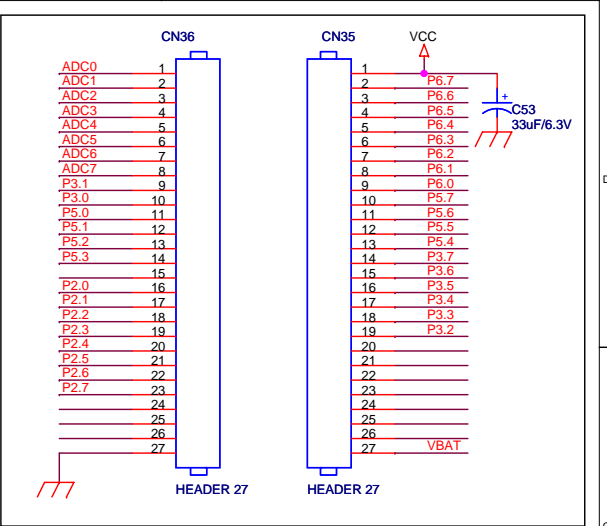 CN36
ADC0 1
ADC1 2
ADC2 3
ADC3 4
ADC4 5
ADC5 6
ADC6 7
ADC7 8
P3.1 9
P3.0 10
P5.0 11
P5.1 12
P5.2 13
P5.3 14
15
P2.0 16
P2.1 17
P2.2 18
P2.3 19
P2.4 20
P2.5 21
P2.6 22
P2.7 23
24
25
26
27
HEADER 27
CN35
VCC
1
2 P6.7
3 P6.6
4 P6.5
5 P6.4
6 P6.3
7 P6.2
8 P6.1
9 P6.0
10 P5.7
11 P5.6
12 P5.5
13 P5.4
14 P3.7
15 P3.6
16 P3.5
17 P3.4
18 P3.3
19 P3.2
20
21
22
23
24
25
26
27 VBAT
HEADER 27
+
C53
33uF/6.3V